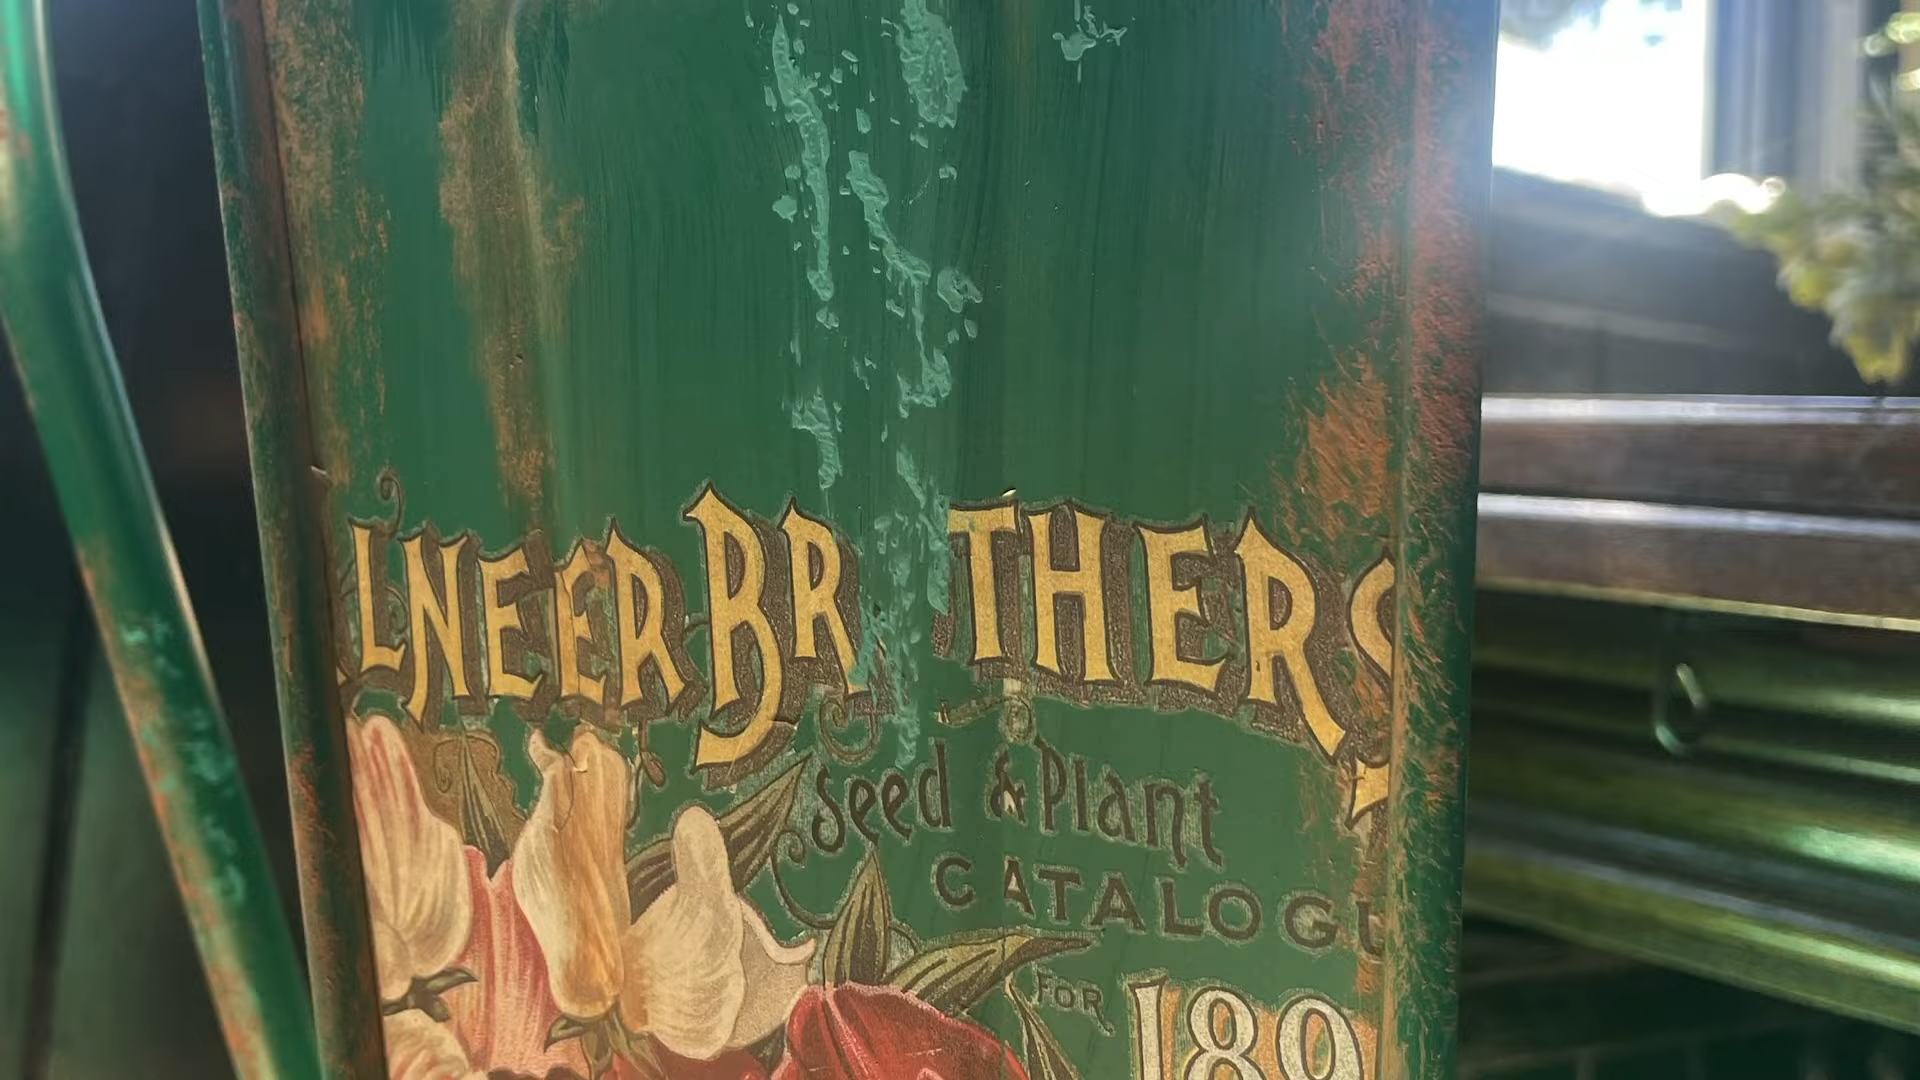 LNEER BR THERS
Seed & Plant
CATALOGU
FOR 189